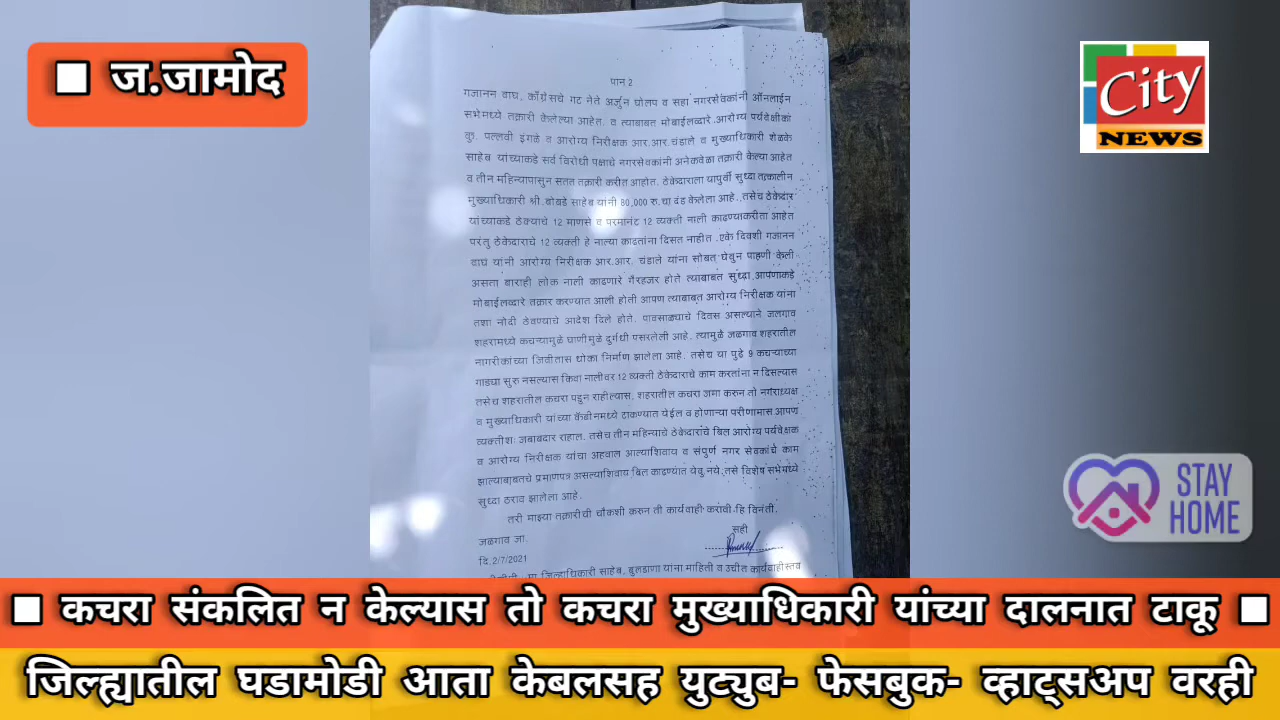 ■ ज.जामोद
City
NEWS
पान 2
गजानन वाघ, काँग्रेसचे गट नेते अर्जुन घोलप व सहा नगरसेवकांनी ऑनलाईन
सभेमध्ये तक्रारी केलेल्या आहेत. व त्याबाबत मोबाईलव्दारे आरोग्य पर्यवेक्षीका
कु. पल्लवी इंगळे व आरोग्य निरीक्षक आर.आर.चंडाले व मुख्याधिकारी शेळके
साहेब यांच्याकडे सर्व विरोधी पक्षाचे नगरसेवकांनी अनेकवेळा तक्रारी केल्या आहेत
व तीन महिन्यापासुन सतत तक्रारी करीत आहोत. ठेकेदाराला यापुर्वी सुध्दा तत्कालीन
मुख्याधिकारी श्री.बोबडे साहेब यांनी 80,000 रु.चा दंड केलेला आहे. तसेच ठेकेदार
यांच्याकडे ठेक्याचे 12 माणसे व परमानंट 12 व्यक्ती नाली काढण्याकरीता आहेत
परंतु ठेकेदाराचे 12 व्यक्ती हे नाल्या काढतांना दिसत नाहीत .एके दिवशी गजानन
वाघ यांनी आरोग्य निरीक्षक आर.आर. चंडाले यांना सोबत घेवुन पाहणी केली
असता बाराही लोक नाली काढणारे गैरहजर होते त्याबाबत सुध्दा आपणाकडे
मोबाईलव्दारे तक्रार करण्यात आली होती आपण त्याबाबत आरोग्य निरीक्षक यांना
तशा नोंदी ठेवण्याचे आदेश दिले होते. पावसाळ्याचे दिवस असल्याने जळगाव
शहरामध्ये कचऱ्यामुळे घाणीमुळे दुर्गंधी पसरलेली आहे. त्यामुळे जळगाव शहरातील
नागरीकांच्या जिवीतास धोका निर्माण झालेला आहे. तसेच या पुढे 9 कचऱ्याच्या
गाड्या सुरु नसल्यास किंवा नालीवर 12 व्यक्ती ठेकेदाराचे काम करतांना न दिसल्यास
तसेच शहरातील कचरा पडुन राहील्यास, शहरातील कचरा जमा करुन तो नगराध्यक्ष
व मुख्याधिकारी यांच्या कॅबीनमध्ये टाकण्यात येईल व होणाऱ्या परीणामास आपण
व्यक्तीशः जबाबदार राहाल. तसेच तीन महिन्याचे ठेकेदाराचे बिल आरोग्य पर्यवेक्षक
व आरोग्य निरीक्षक यांचा अहवाल आल्याशिवाय व संपुर्ण नगर सेवकांचे काम
झाल्याबाबतचे प्रमाणपत्र असल्याशिवाय बिल काढण्यात येवु नये.तसे विशेष सभेमध्ये
सुध्दा ठराव झालेला आहे.
तरी माझ्या तक्रारीची चौकशी करुन ती कार्यवाही करावी.हि विनंती.
सही
जळगाव जा.
दि.2/7/2021
मा जिल्हाधिकारी साहेब, बुलडाणा यांना माहिती व उचीत कार्यवाहीस्तव
STAY
HOME
■ कचरा संकलित न केल्यास तो कचरा मुख्याधिकारी यांच्या दालनात टाकू ■
जिल्ह्यातील घडामोडी आता केबलसह युट्युब- फेसबुक- व्हाट्सअप वरही